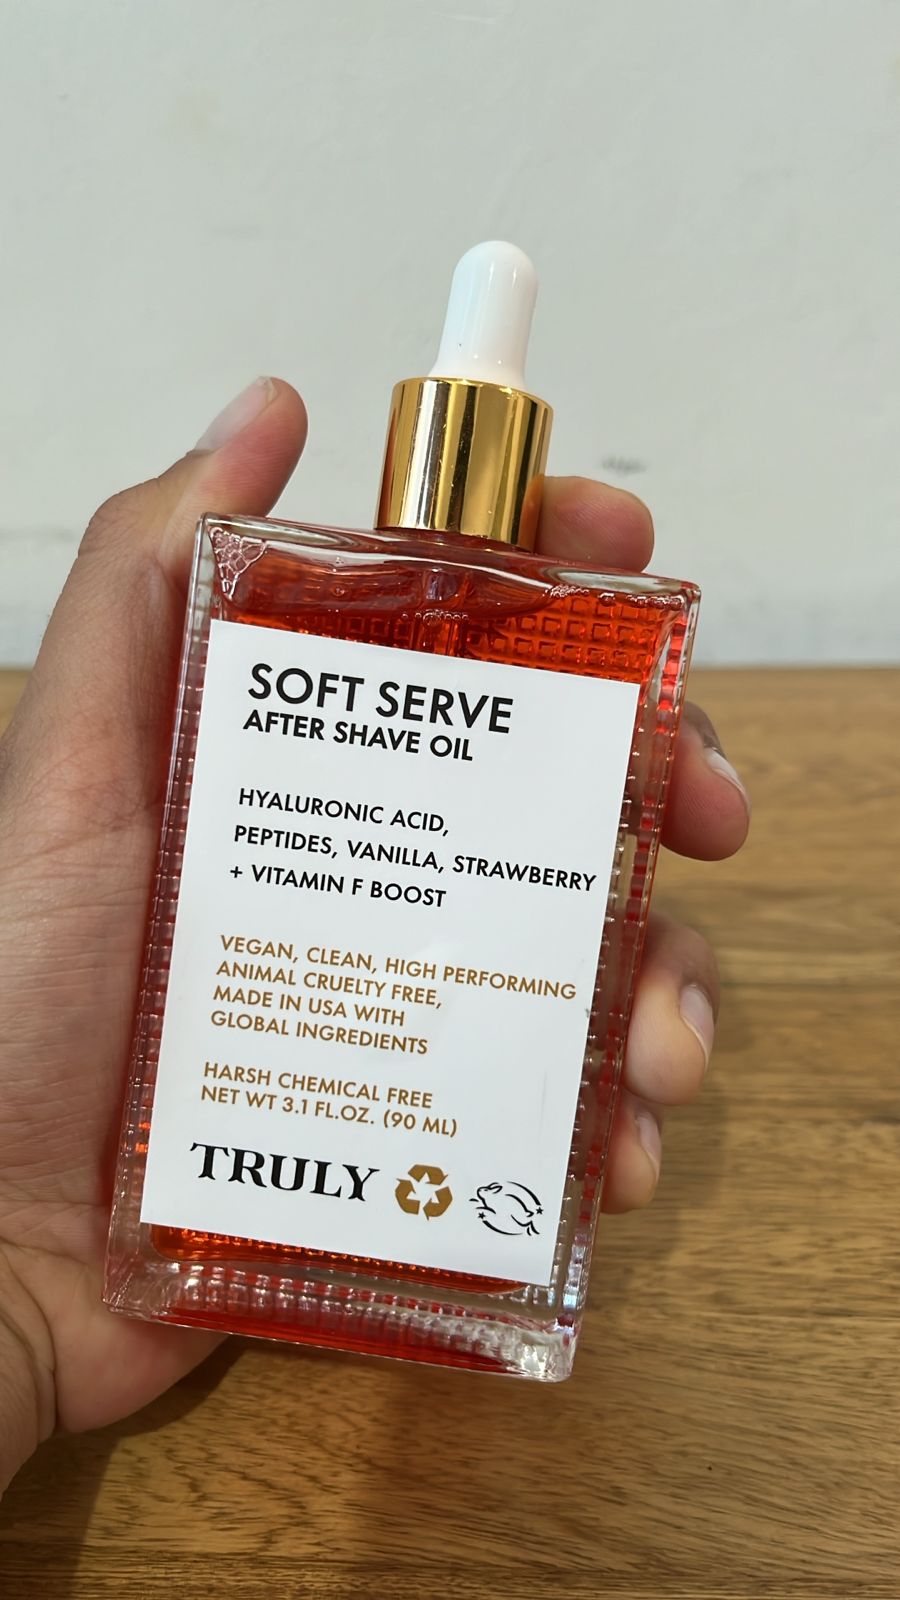 SOFT SERVE
AFTER SHAVE OIL
HYALURONIC ACID,
PEPTIDES, VANILLA, STRAWBERRY
+ VITAMIN F BOOST
VEGAN, CLEAN, HIGH PERFORMING
ANIMAL CRUELTY FREE,
MADE IN USA WITH
GLOBAL INGREDIENTS
HARSH CHEMICAL FREE
NET WT 3.1 FL.OZ. (90 ML)
TRULY